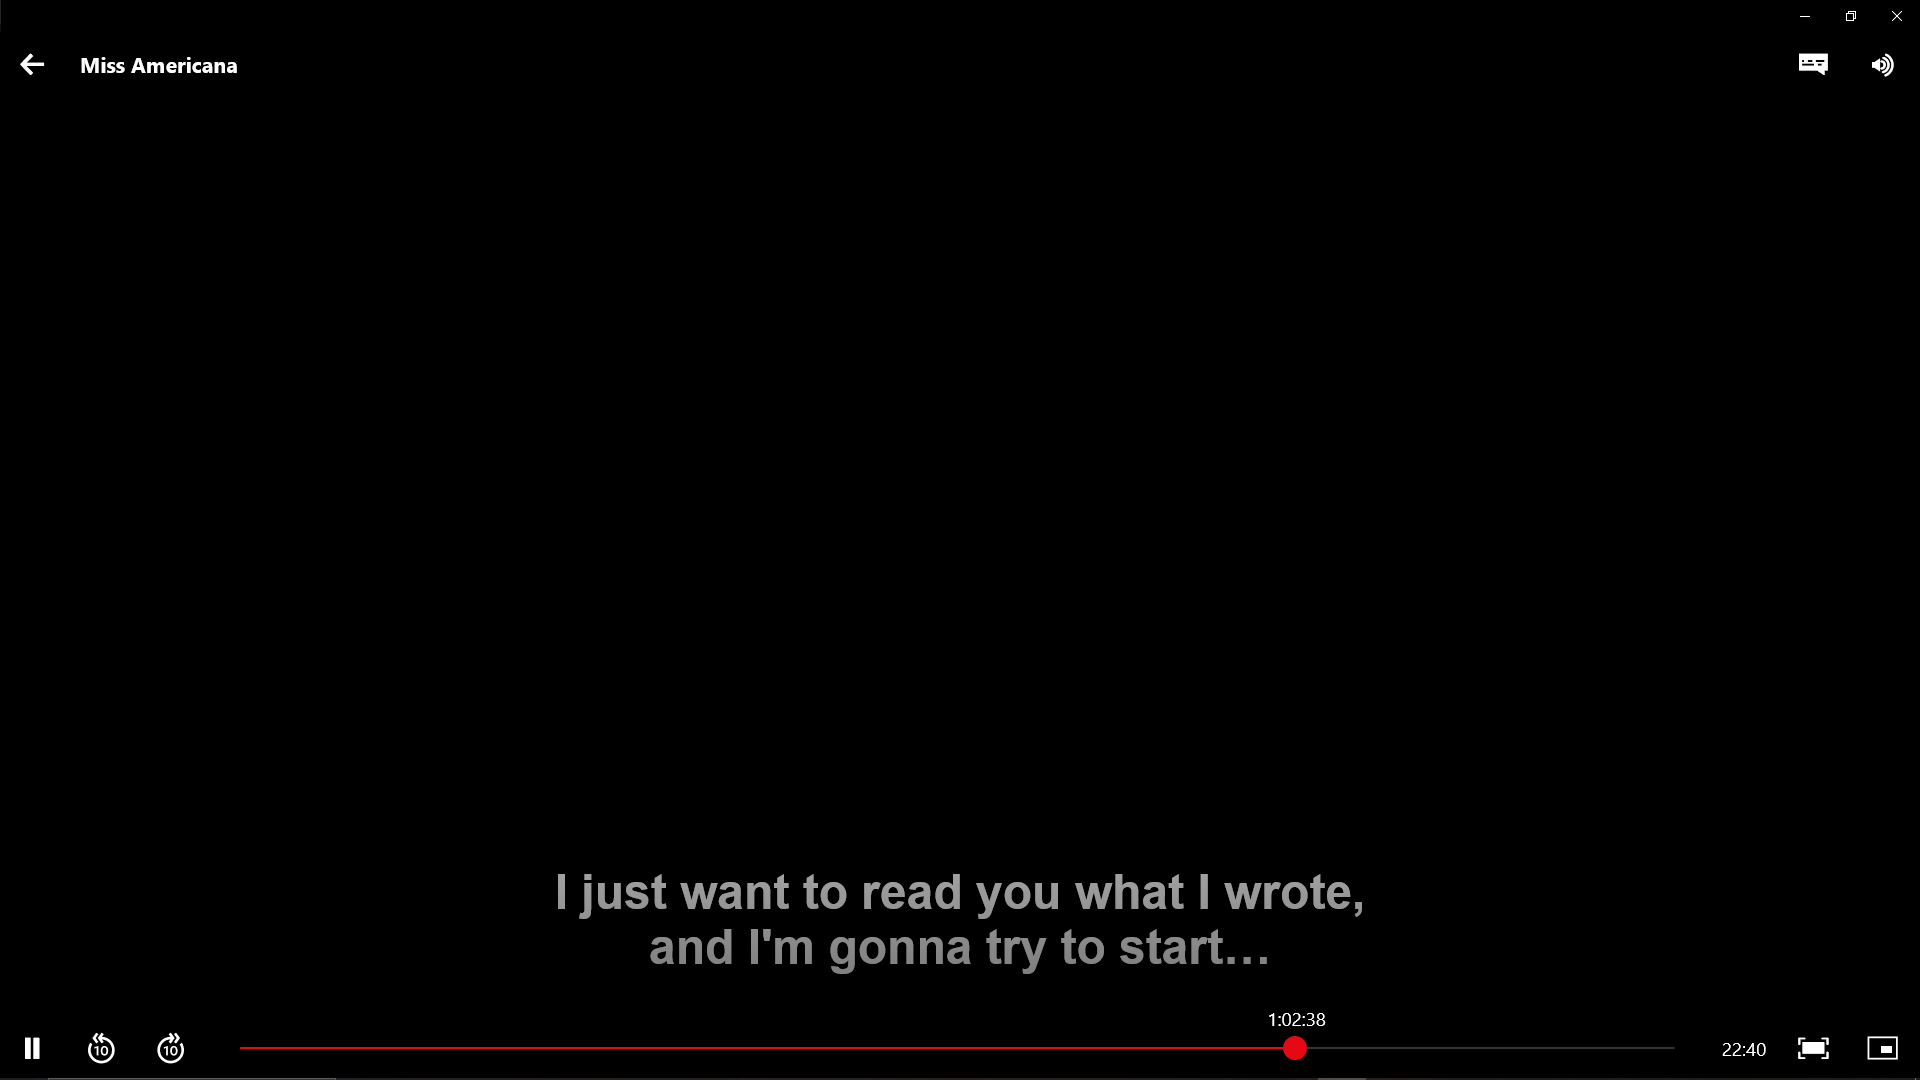 Miss Americana
I just want to read you what I wrote,
and I'm gonna try to start...
1:02:38
10
10
22:40